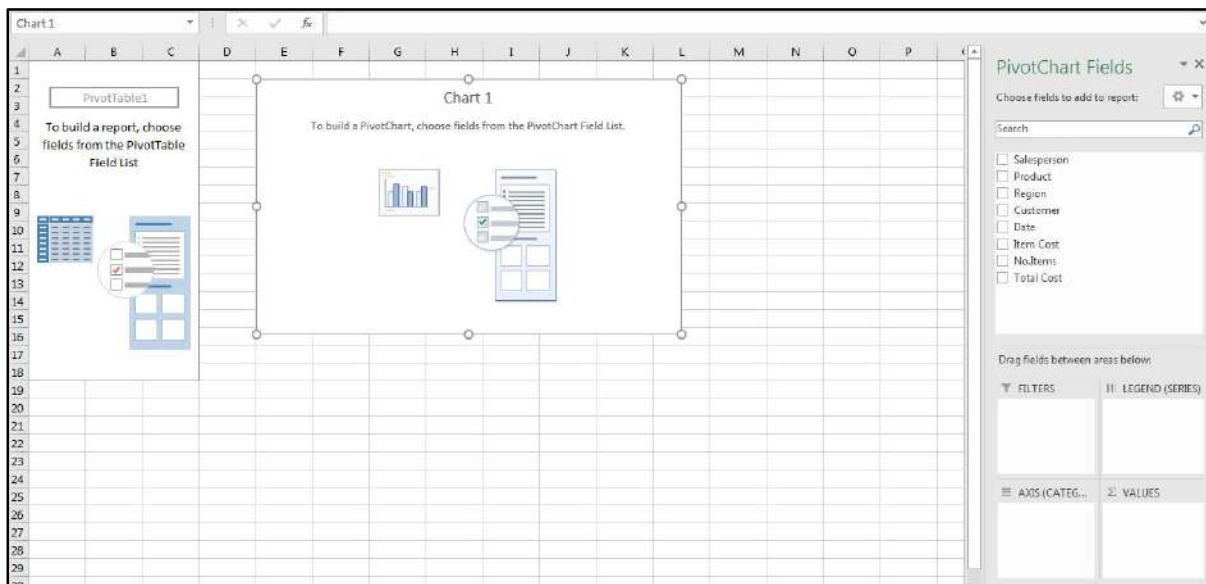 Chart 1
fx
A B C D E F G H I J K L M N O P
1
2
3
4
5
6
7
8
9
10
11
12
13
14
15
16
17
18
19
20
21
22
23
24
25
26
27
28
29
PivotTable1
To build a report, choose
fields from the PivotTable
Field List
Chart 1
To build a PivotChart, choose fields from the PivotChart Field List.
PivotChart Fields
Choose fields to add to report:
Search
Salesperson
Product
Region
Customer
Date
Item Cost
No.Items
Total Cost
Drag fields between areas below:
FILTERS
LEGEND (SERIES)
AXIS (CATEG...
Σ VALUES